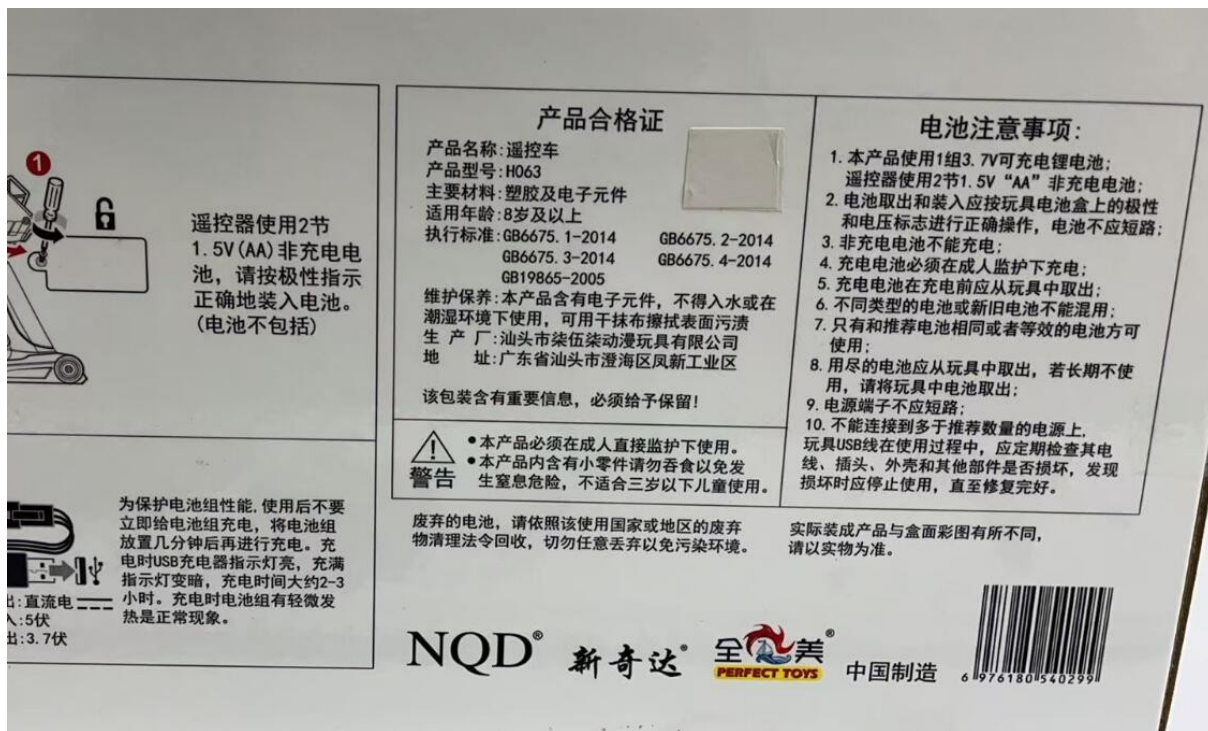 1
遥控器使用2节
1.5V(AA)非充电电
池，请按极性指示
正确地装入电池。
(电池不包括)
为保护电池组性能,使用后不要
立即给电池组充电，将电池组
放置几分钟后再进行充电。充
电时USB充电器指示灯亮，充满
指示灯变暗，充电时间大约2-3
小时。充电时电池组有轻微发
热是正常现象。
出:直流电
入:5伏
出:3.7伏
产品合格证
产品名称:遥控车
产品型号:H063
主要材料:塑胶及电子元件
适用年龄:8岁及以上
执行标准:GB6675.1-2014 GB6675.2-2014
GB6675.3-2014 GB6675.4-2014
GB19865-2005
维护保养:本产品含有电子元件，不得入水或在
潮湿环境下使用，可用干抹布擦拭表面污渍
生产厂:汕头市柒伍柒动漫玩具有限公司
地址:广东省汕头市澄海区凤新工业区
该包装含有重要信息，必须给予保留!
警告
•本产品必须在成人直接监护下使用。
•本产品内含有小零件请勿吞食以免发
生窒息危险，不适合三岁以下儿童使用。
电池注意事项:
1.本产品使用1组3.7V可充电锂电池;
遥控器使用2节1.5V“AA”非充电电池;
2.电池取出和装入应按玩具电池盒上的极性
和电压标志进行正确操作，电池不应短路;
3.非充电电池不能充电;
4.充电电池必须在成人监护下充电;
5.充电电池在充电前应从玩具中取出;
6.不同类型的电池或新旧电池不能混用;
7.只有和推荐电池相同或者等效的电池方可
使用;
8.用尽的电池应从玩具中取出，若长期不使
用，请将玩具中电池取出;
9.电源端子不应短路;
10.不能连接到多于推荐数量的电源上.
玩具USB线在使用过程中，应定期检查其电
线、插头、外壳和其他部件是否损坏，发现
损坏时应停止使用，直至修复完好。
废弃的电池，请依照该使用国家或地区的废弃
物清理法令回收，切勿任意丢弃以免污染环境。
实际装成产品与盒面彩图有所不同，
请以实物为准。
NQD®
新奇达®
全美®
PERFECT TOYS
中国制造
6 976180 540299